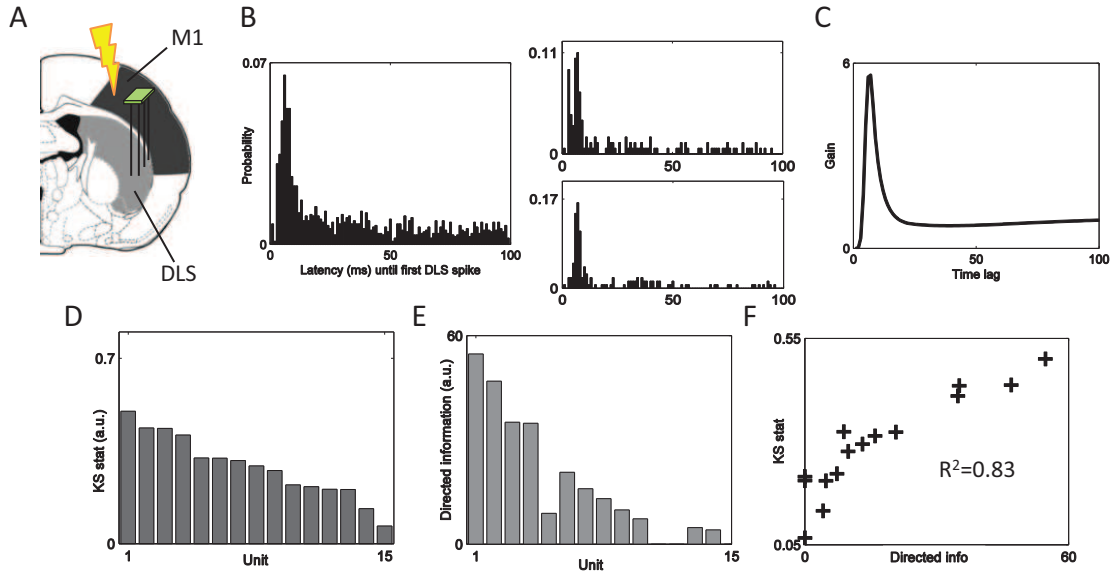 A
M1
DLS
B
0.07
Probability
0
0
50
100
Latency (ms) until first DLS spike
0.11
0
0
50
100
0.17
0
0
50
100
C
6
Gain
0
0
50
100
Time lag
D
0.7
KS stat (a.u.)
0
1
Unit
15
E
60
Directed information (a.u.)
0
1
Unit
15
F
0.55
KS stat
R²=0.83
0.05
0
Directed info
60